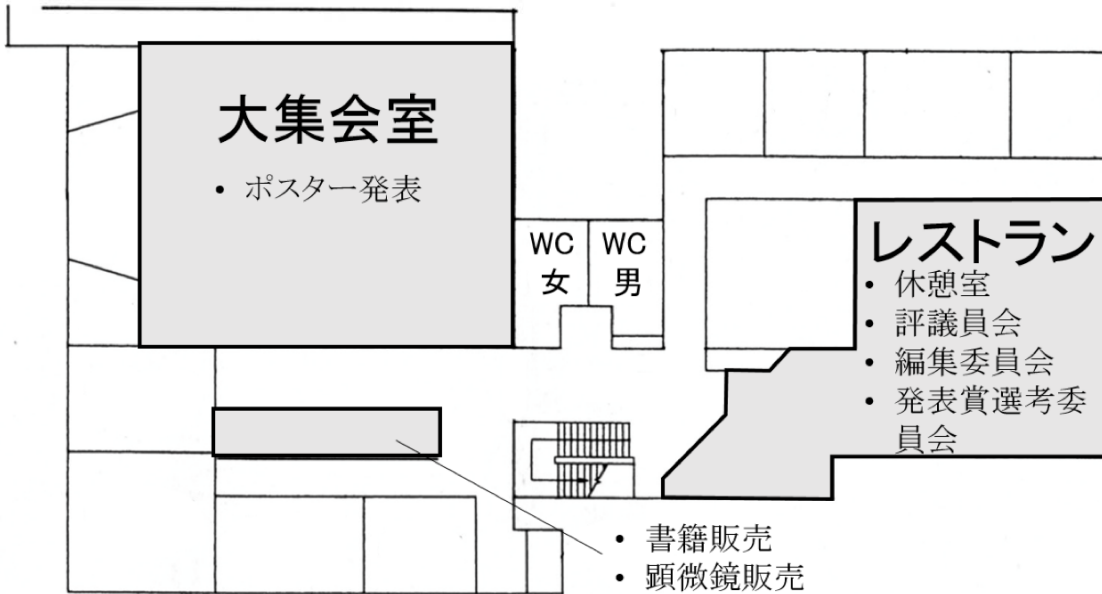 大集会室
• ポスター発表
WC
女
WC
男
レストラン
• 休憩室
• 評議員会
• 編集委員会
• 発表賞選考委
員会
• 書籍販売
• 顕微鏡販売